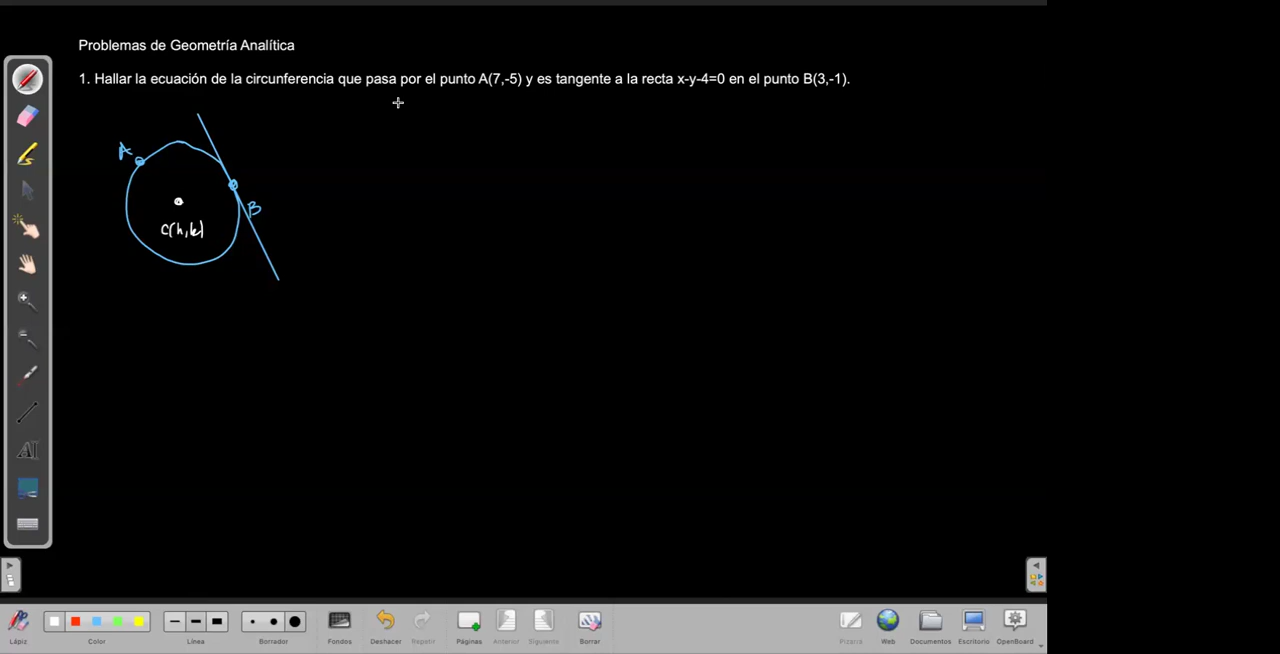 Problemas de Geometría Analítica
1. Hallar la ecuación de la circunferencia que pasa por el punto A(7,-5) y es tangente a la recta x-y-4=0 en el punto B(3,-1).
A
B
C(h,k)
AI
Lápiz
Color
Línea
Borrador
Fondos
Deshacer
Repetir
Páginas
Anterior
Siguiente
Borrar
Pizarra
Web
Documentos
Escritorio
OpenBoard